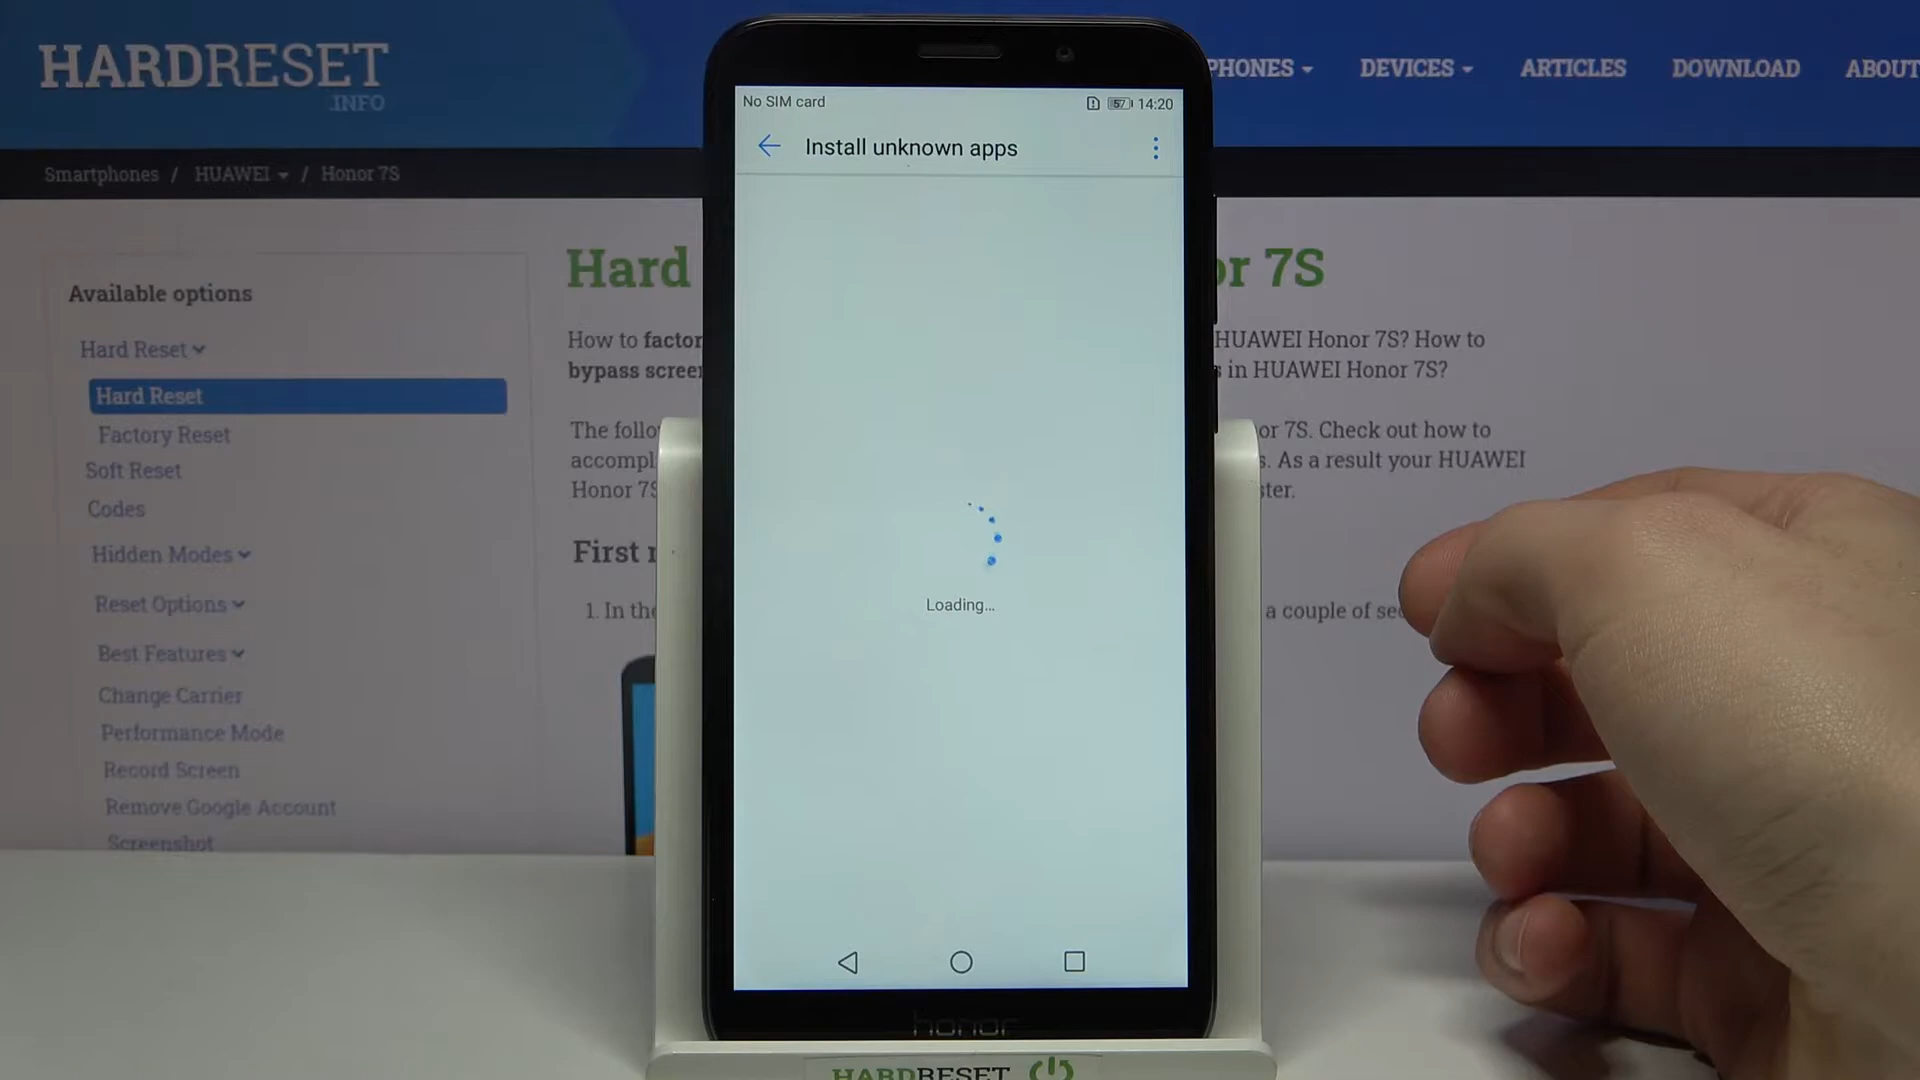 HARDRESET
.INFO
PHONES
DEVICES
ARTICLES
DOWNLOAD
ABOUT
Smartphones / HUAWEI / Honor 7S
Available options
Hard Reset
Hard Reset
Factory Reset
Soft Reset
Codes
Hidden Modes
Reset Options
Best Features
Change Carrier
Performance Mode
Record Screen
Remove Google Account
Screenshot
Hard
or 7S
How to factor
HUAWEI Honor 7S? How to
bypass screen
s in HUAWEI Honor 7S?
The follo
or 7S. Check out how to
accompl
s. As a result your HUAWEI
Honor 7S
ster.
First
1. In the
a couple of sec
No SIM card
57 14:20
Install unknown apps
Loading...
honor
HARDRESET